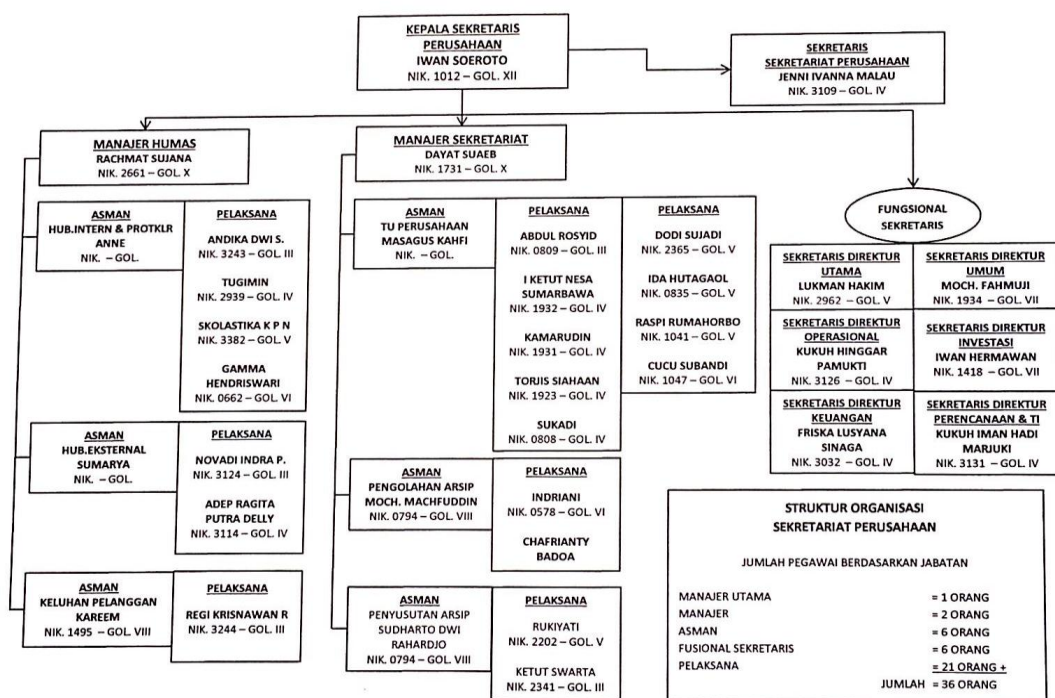 KEPALA SEKRETARIS
PERUSAHAAN
IWAN SOEROTO
NIK. 1012 – GOL. XII
SEKRETARIS
SEKRETARIAT PERUSAHAAN
JENNI IVANNA MALAU
NIK. 3109 – GOL. IV
MANAJER HUMAS
RACHMAT SUJANA
NIK. 2661 – GOL. X
MANAJER SEKRETARIAT
DAYAT SUAEB
NIK. 1731 – GOL. X
FUNGSIONAL
SEKRETARIS
ASMAN
HUB.INTERN & PROTKLR
ANNE
NIK. – GOL.
PELAKSANA
ANDIKA DWI S.
NIK. 3243 – GOL. III
TUGIMIN
NIK. 2939 – GOL. IV
SKOLASTIKA K P N
NIK. 3382 – GOL. V
GAMMA
HENDRISWARI
NIK. 0662 – GOL. VI
ASMAN
HUB.EKSTERNAL
SUMARYA
NIK. – GOL.
PELAKSANA
NOVADI INDRA P.
NIK. 3124 – GOL. III
ADEP RAGITA
PUTRA DELLY
NIK. 3114 – GOL. IV
ASMAN
KELUHAN PELANGGAN
KAREEM
NIK. 1495 – GOL. VIII
PELAKSANA
REGI KRISNAWAN R
NIK. 3244 – GOL. III
ASMAN
TU PERUSAHAAN
MASAGUS KAHFI
NIK. – GOL.
PELAKSANA
ABDUL ROSYID
NIK. 0809 – GOL. III
I KETUT NESA
SUMARBAWA
NIK. 1932 – GOL. IV
KAMARUDIN
NIK. 1931 – GOL. IV
TORJIS SIAHAAN
NIK. 1923 – GOL. IV
SUKADI
NIK. 0808 – GOL. IV
PELAKSANA
DODI SUJADI
NIK. 2365 – GOL. V
IDA HUTAGAOL
NIK. 0835 – GOL. V
RASPI RUMAHORBO
NIK. 1041 – GOL. V
CUCU SUBANDI
NIK. 1047 – GOL. VI
ASMAN
PENGOLAHAN ARSIP
MOCH. MACHFUDDIN
NIK. 0794 – GOL. VIII
PELAKSANA
INDRIANI
NIK. 0578 – GOL. VI
CHAFRIANTY
BADOA
ASMAN
PENYUSUTAN ARSIP
SUDHARTO DWI
RAHARDJO
NIK. 0794 – GOL. VIII
PELAKSANA
RUKIYATI
NIK. 2202 – GOL. V
KETUT SWARTA
NIK. 2341 – GOL. III
SEKRETARIS DIREKTUR
UTAMA
LUKMAN HAKIM
NIK. 2962 – GOL. V
SEKRETARIS DIREKTUR
UMUM
MOCH. FAHMUJI
NIK. 1934 – GOL. VII
SEKRETARIS DIREKTUR
OPERASIONAL
KUKUH HINGGAR
PAMUKTI
NIK. 3126 – GOL. IV
SEKRETARIS DIREKTUR
INVESTASI
IWAN HERMAWAN
NIK. 1418 – GOL. VII
SEKRETARIS DIREKTUR
KEUANGAN
FRISKA LUSYANA
SINAGA
NIK. 3032 – GOL. IV
SEKRETARIS DIREKTUR
PERENCANAAN & TI
KUKUH IMAN HADI
MARJUKI
NIK. 3131 – GOL. IV
STRUKTUR ORGANISASI
SEKRETARIAT PERUSAHAAN
JUMLAH PEGAWAI BERDASARKAN JABATAN
MANAJER UTAMA = 1 ORANG
MANAJER = 2 ORANG
ASMAN = 6 ORANG
FUSIONAL SEKRETARIS = 6 ORANG
PELAKSANA = 21 ORANG +
JUMLAH = 36 ORANG